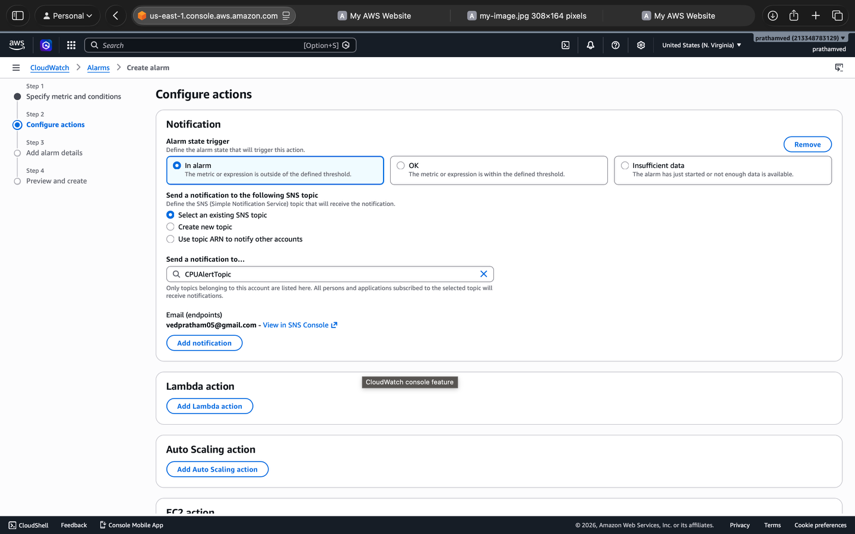 Personal
us-east-1.console.aws.amazon.com
My AWS Website
my-image.jpg 308×164 pixels
My AWS Website
aws
Search
[Option+S]
United States (N. Virginia)
prathamved (213348783129)
prathamved
CloudWatch
Alarms
Create alarm
Step 1
Specify metric and conditions
Step 2
Configure actions
Step 3
Add alarm details
Step 4
Preview and create
Configure actions
Notification
Alarm state trigger
Define the alarm state that will trigger this action.
Remove
In alarm
The metric or expression is outside of the defined threshold.
OK
The metric or expression is within the defined threshold.
Insufficient data
The alarm has just started or not enough data is available.
Send a notification to the following SNS topic
Define the SNS (Simple Notification Service) topic that will receive the notification.
Select an existing SNS topic
Create new topic
Use topic ARN to notify other accounts
Send a notification to…
CPUAlertTopic
Only topics belonging to this account are listed here. All persons and applications subscribed to the selected topic will
receive notifications.
Email (endpoints)
vedpratham05@gmail.com - View in SNS Console
Add notification
CloudWatch console feature
Lambda action
Add Lambda action
Auto Scaling action
Add Auto Scaling action
EC2 action
CloudShell
Feedback
Console Mobile App
© 2026, Amazon Web Services, Inc. or its affiliates.
Privacy
Terms
Cookie preferences